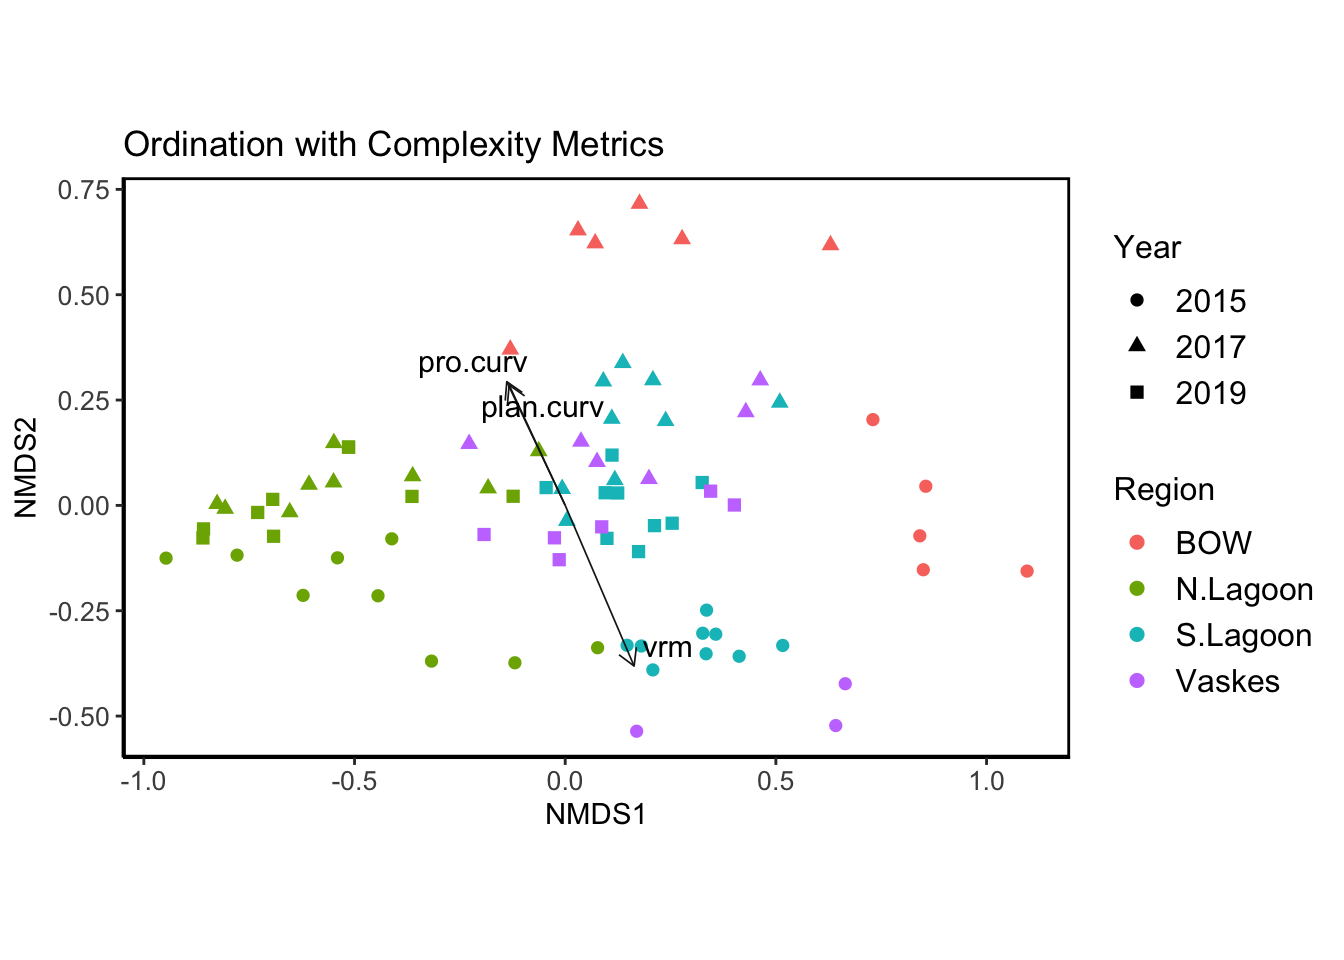 Ordination with Complexity Metrics
0.75
0.50
0.25
0.00
-0.25
-0.50
NMDS2
pro.curv
plan.curv
vrm
-1.0 -0.5 0.0 0.5 1.0
NMDS1
Year
2015
2017
2019
Region
BOW
N.Lagoon
S.Lagoon
Vaskes